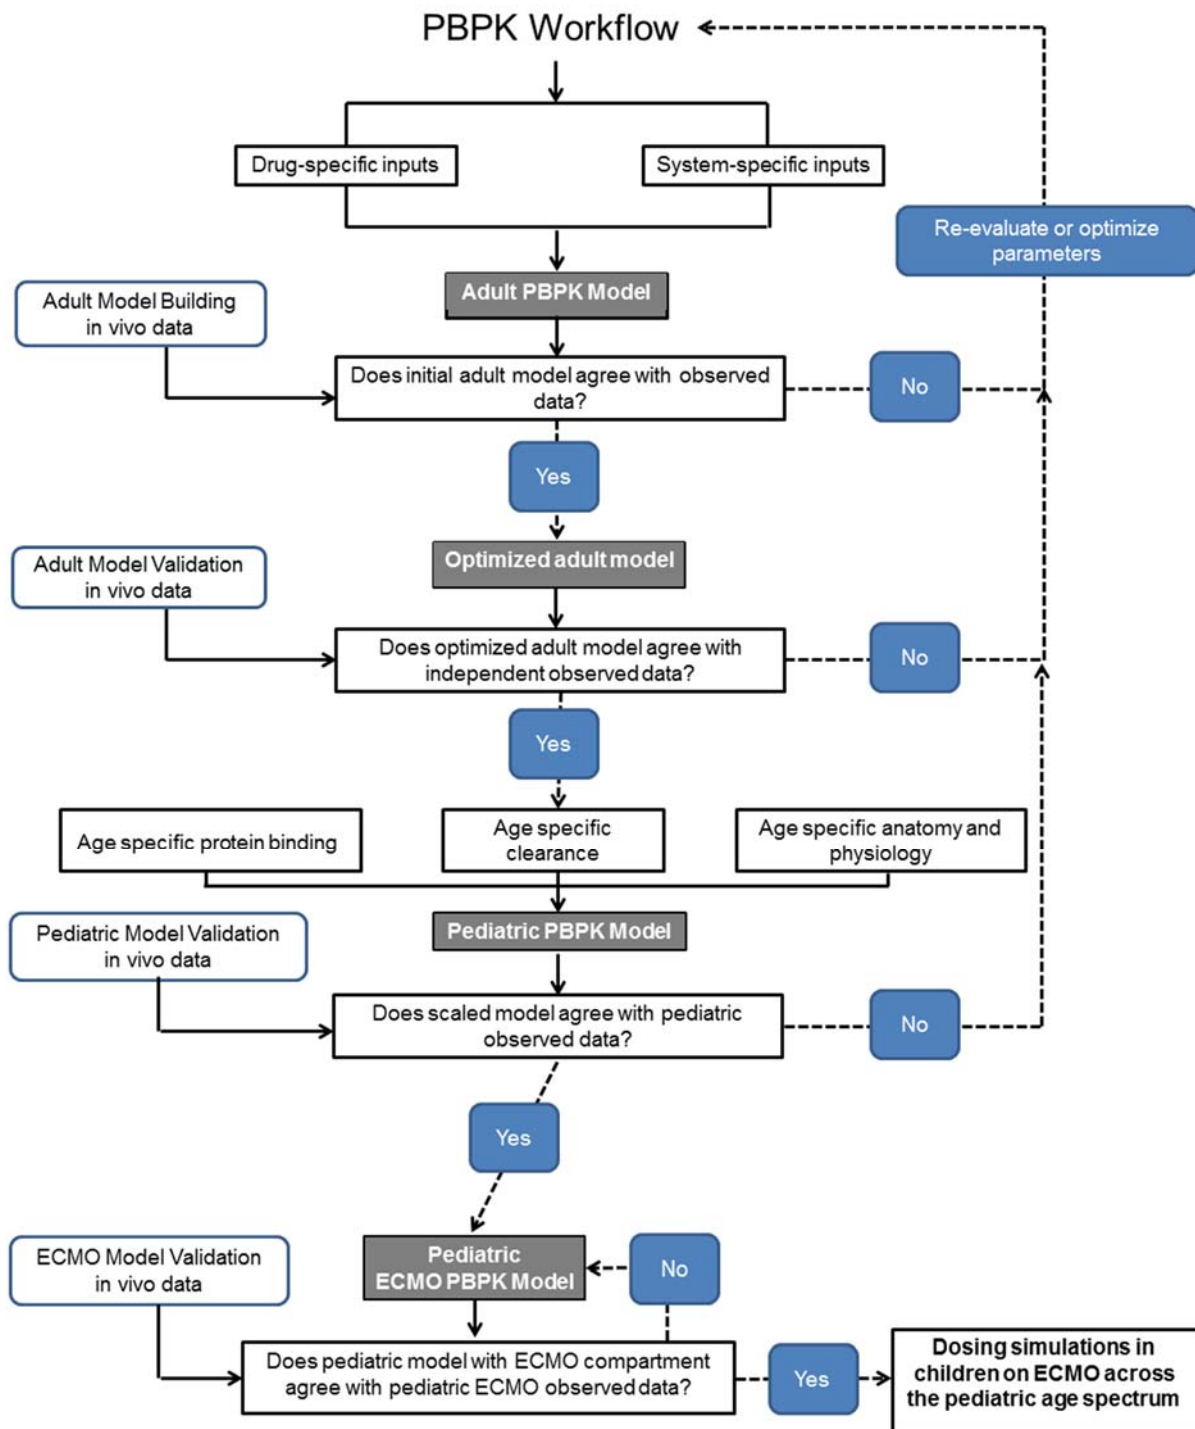 PBPK Workflow
Drug-specific inputs
System-specific inputs
Re-evaluate or optimize
parameters
Adult PBPK Model
Adult Model Building
in vivo data
Does initial adult model agree with observed
data?
No
Yes
Optimized adult model
Adult Model Validation
in vivo data
Does optimized adult model agree with
independent observed data?
No
Yes
Age specific protein binding
Age specific
clearance
Age specific anatomy and
physiology
Pediatric PBPK Model
Pediatric Model Validation
in vivo data
Does scaled model agree with pediatric
observed data?
No
Yes
Pediatric
ECMO PBPK Model
No
ECMO Model Validation
in vivo data
Does pediatric model with ECMO compartment
agree with pediatric ECMO observed data?
Yes
Dosing simulations in
children on ECMO across
the pediatric age spectrum